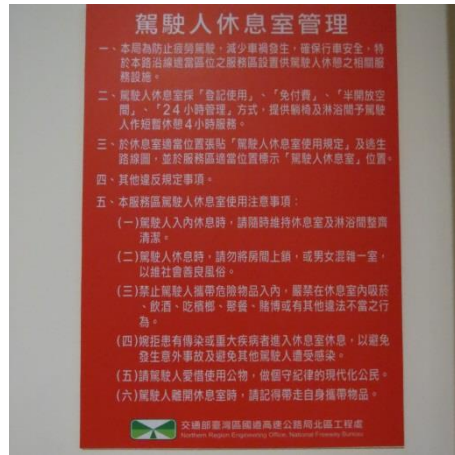 駕駛人休息室管理
一、本局為防止疲勞駕駛，減少車禍發生，確保行車安全，特
於本路沿線適當區位之服務區設置供駕駛人休憩之相關服
務設施。
二、駕駛人休息室採「登記使用」、「免付費」、「半開放空
間」、「24小時管理」方式，提供躺椅及淋浴間予駕駛
人作短暫休憩4小時服務。
三、於休息室適當位置張貼「駕駛人休息室使用規定」及逃生
路線圖，並於服務區適當位置標示「駕駛人休息室」位置。
四、其他違反規定事項。
五、本服務區駕駛人休息室使用注意事項：
(一)駕駛人入內休息時，請隨時維持休息室及淋浴間整齊
清潔。
(二)駕駛人休息時，請勿將房間上鎖，或男女混雜一室，
以維社會善良風俗。
(三)禁止駕駛人攜帶危險物品入內，嚴禁在休息室內吸菸
、飲酒、吃檳榔、聚餐、賭博或有其他違法不當之行
為。
(四)婉拒患有傳染或重大疾病者進入休息室休息，以避免
發生意外事故及避免其他駕駛人遭受感染。
(五)請駕駛人愛惜使用公物，做個守紀律的現代化公民。
(六)駕駛人離開休息室時，請記得帶走自身攜帶物品。
交通部臺灣區國道高速公路局北區工程處
Northern Region Engineering Office, National Freeway Bureau